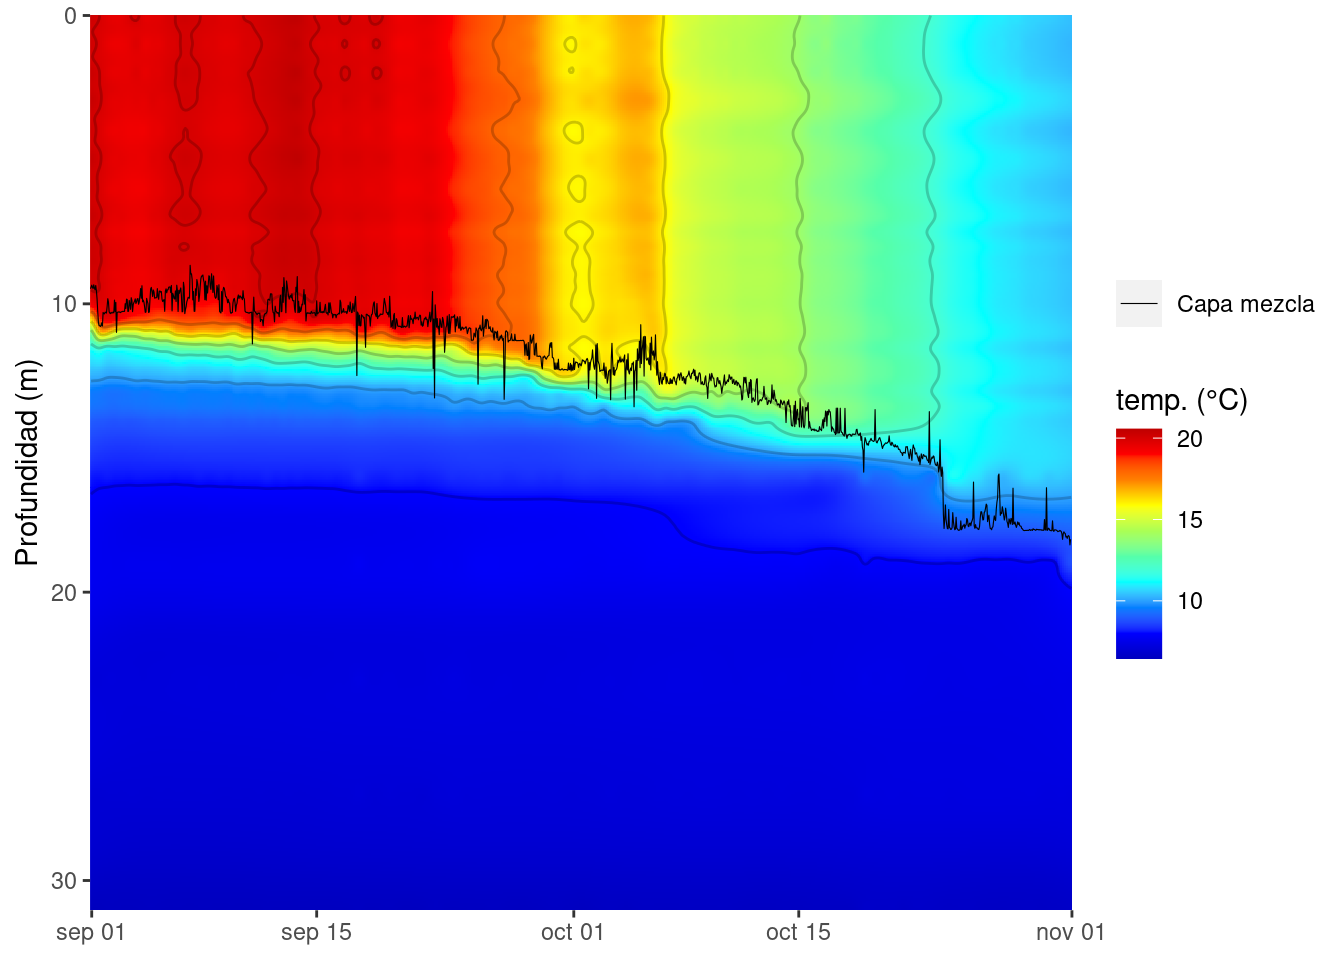 0
10
20
30
Profundidad (m)
sep 01
sep 15
oct 01
oct 15
nov 01
Capa mezcla
temp. (°C)
20
15
10